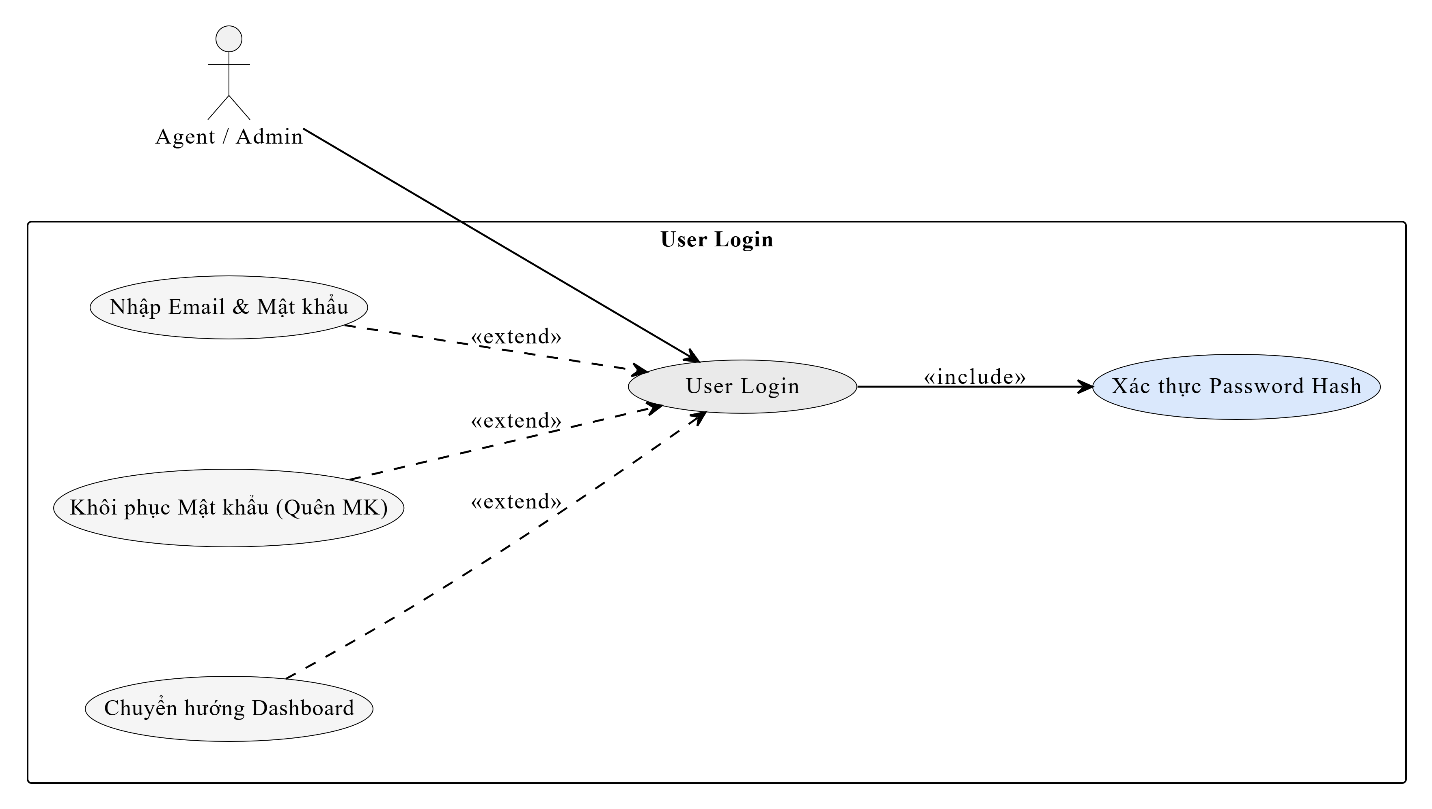 Agent / Admin
User Login
Nhập Email & Mật khẩu
«extend»
User Login
«include»
Xác thực Password Hash
«extend»
Khôi phục Mật khẩu (Quên MK)
«extend»
Chuyển hướng Dashboard